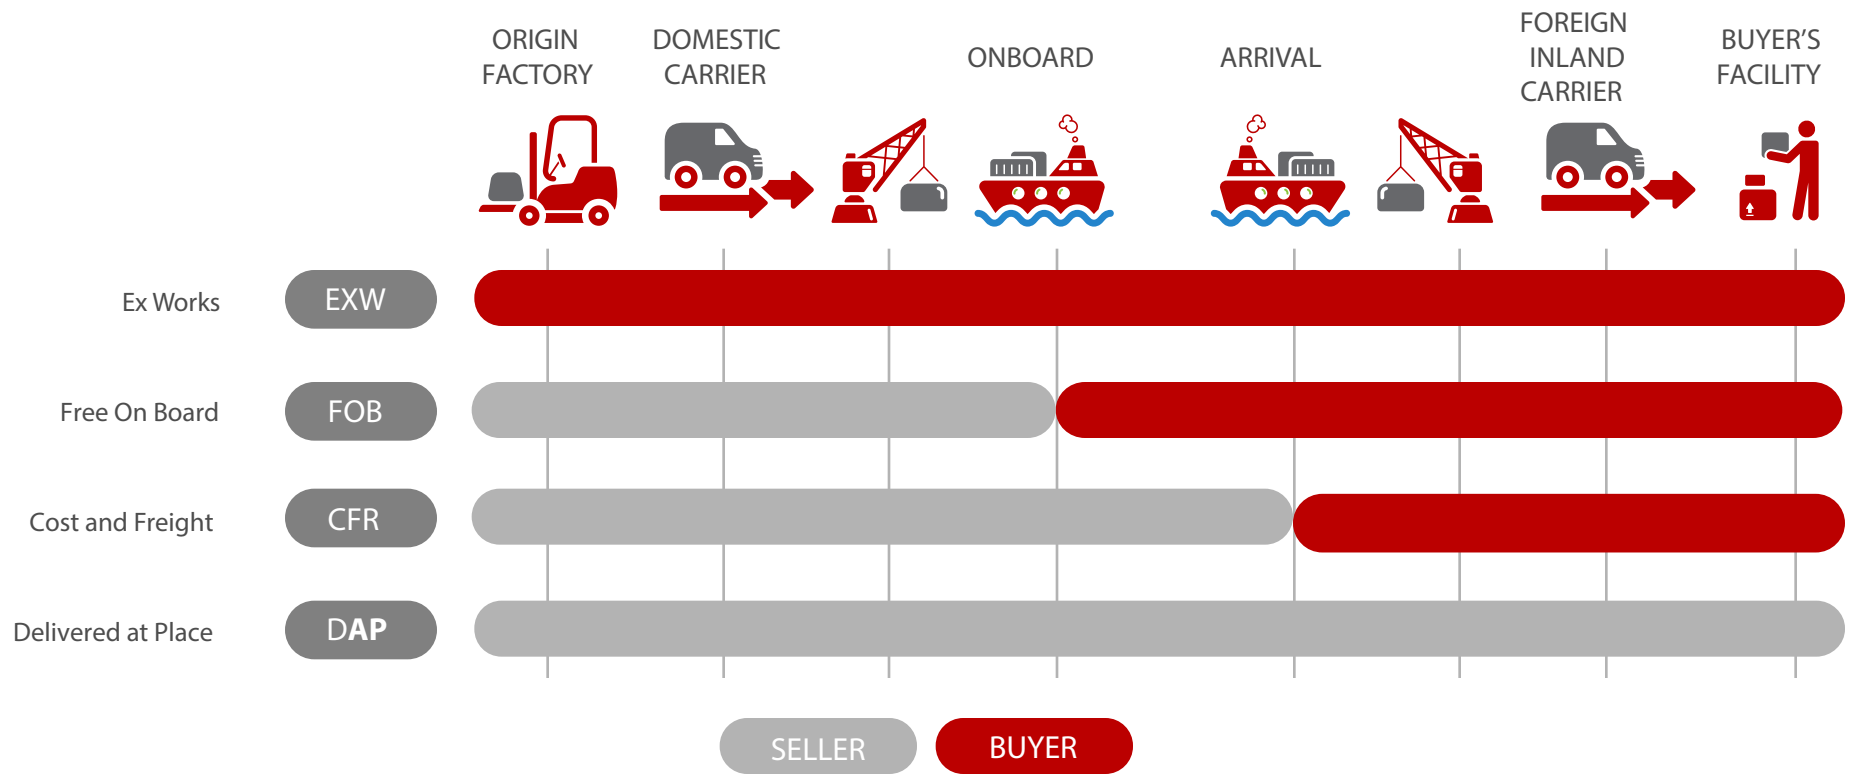 ORIGIN
FACTORY
DOMESTIC
CARRIER
ONBOARD
ARRIVAL
FOREIGN
INLAND
CARRIER
BUYER'S
FACILITY
Ex Works
EXW
Free On Board
FOB
Cost and Freight
CFR
Delivered at Place
DAP
SELLER
BUYER